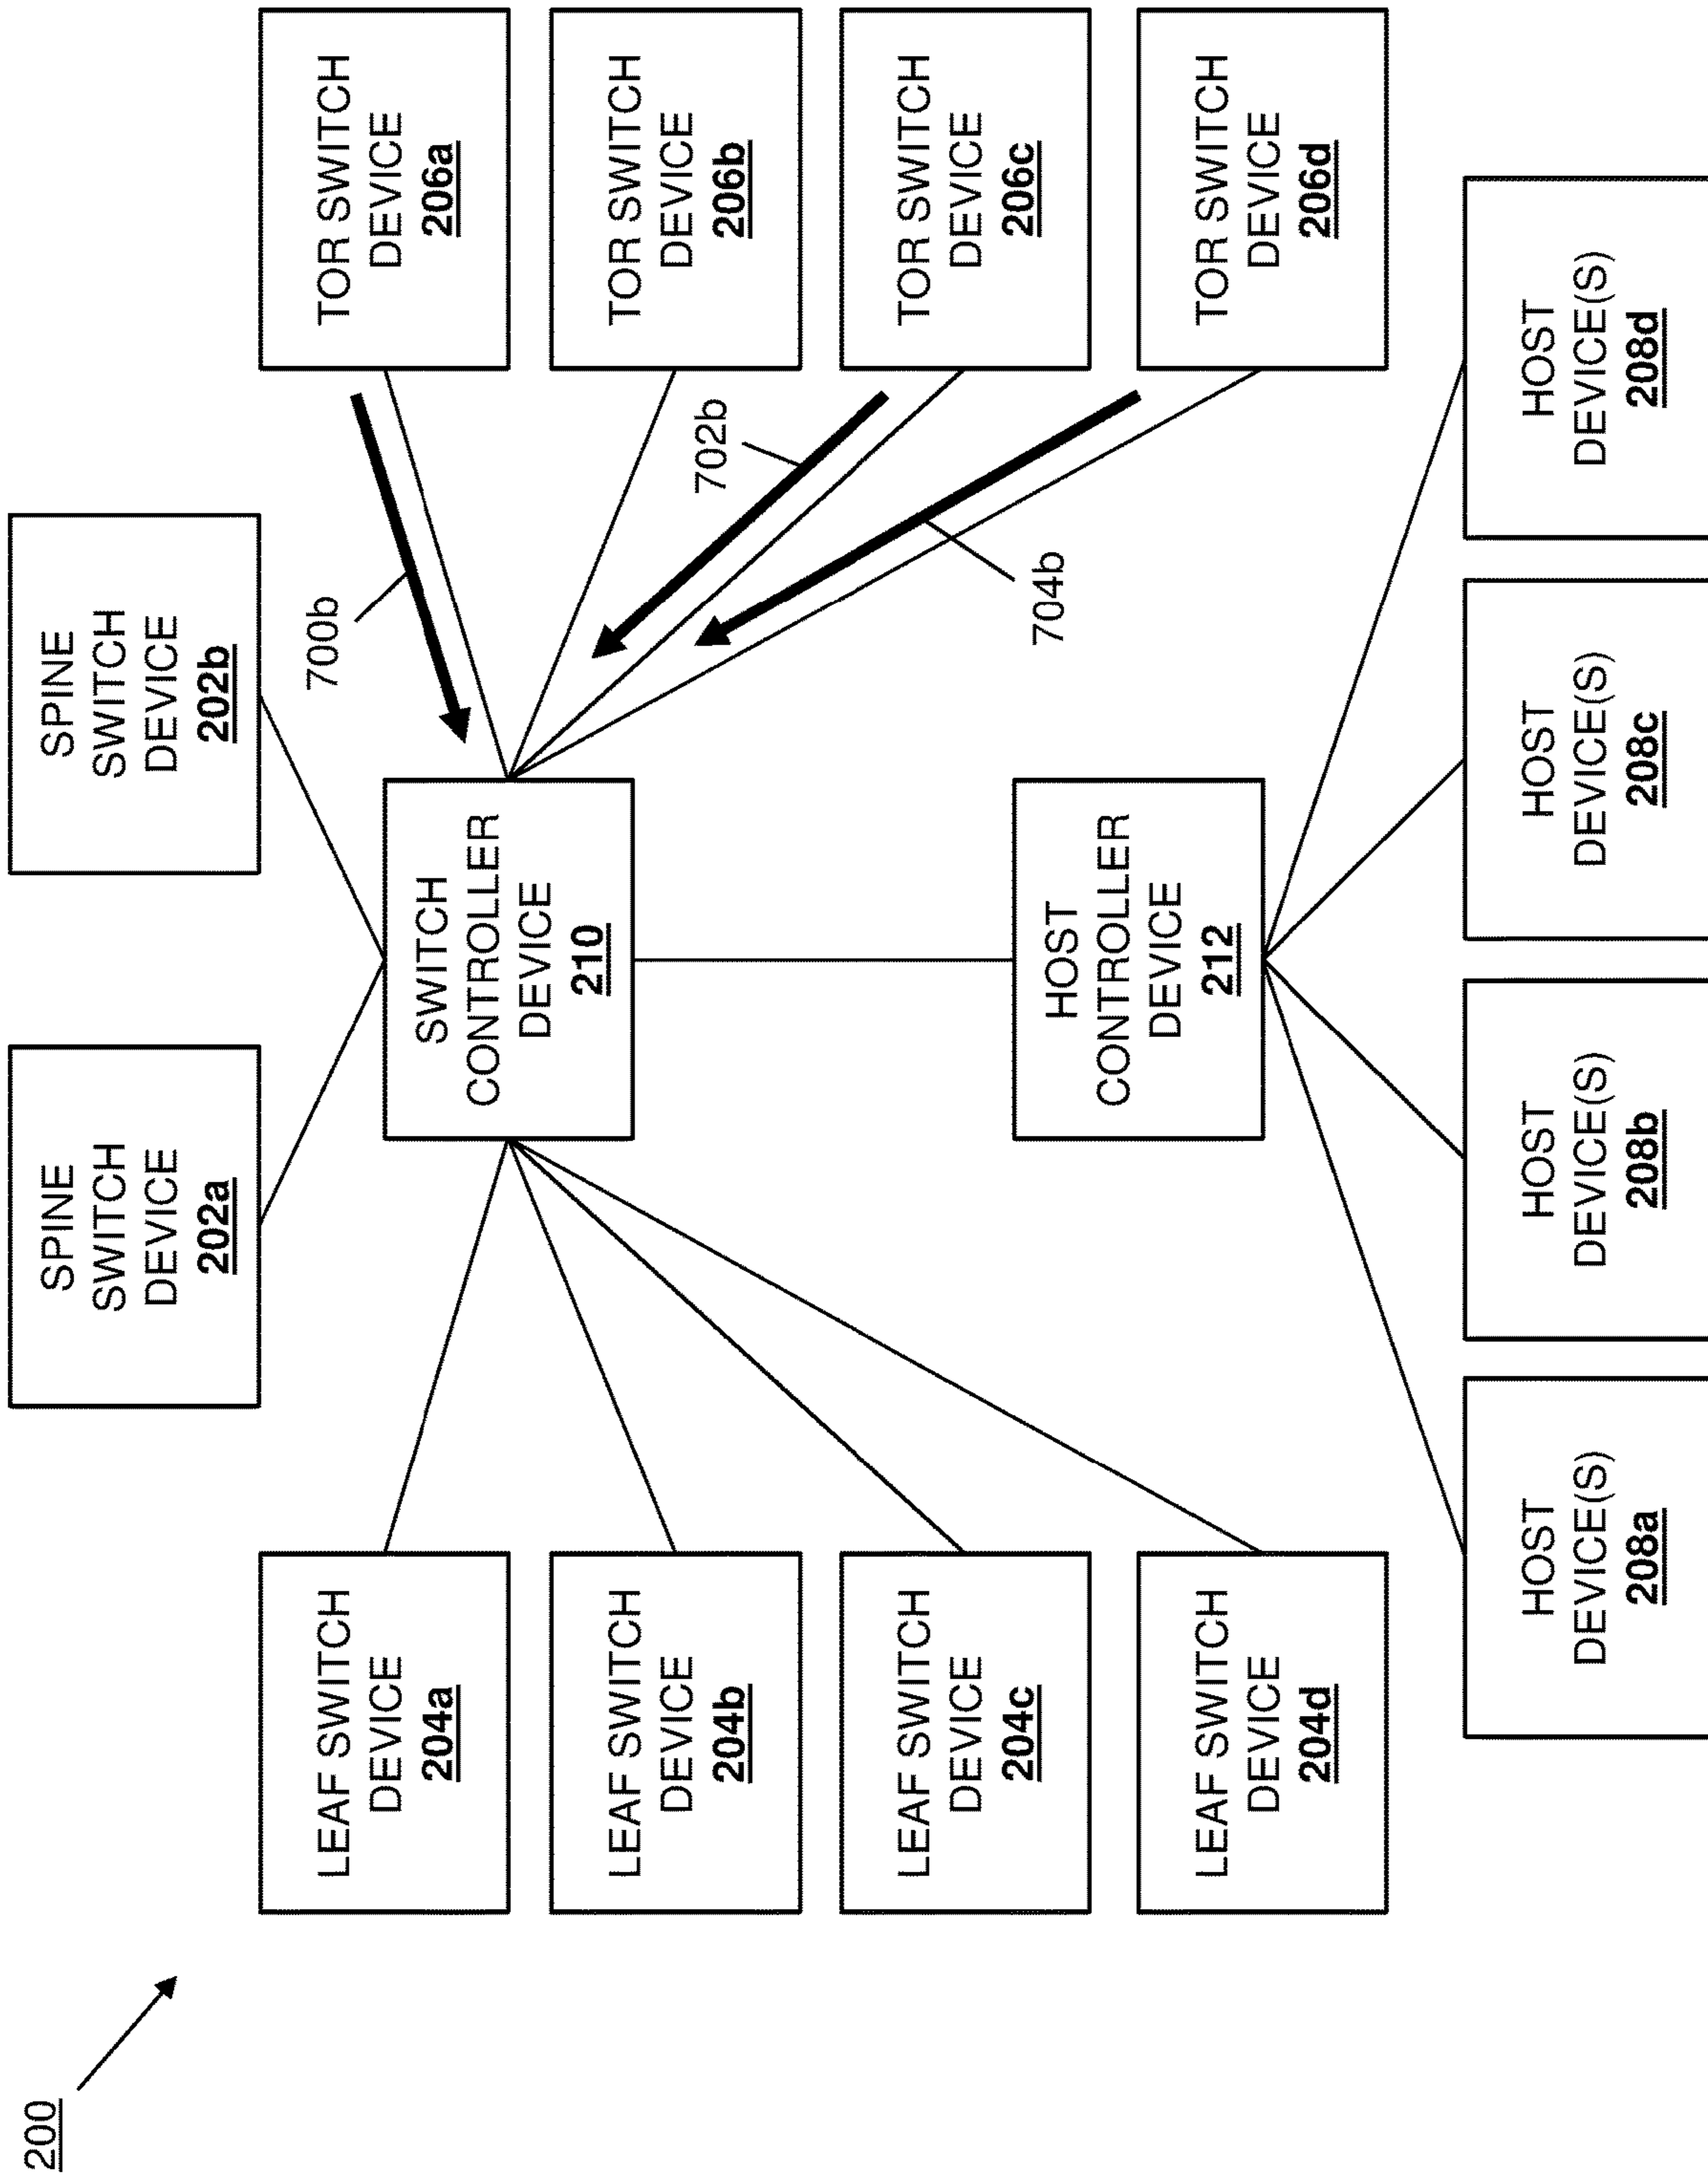 200
SPINE
SWITCH
DEVICE
202a
SPINE
SWITCH
DEVICE
202b
LEAF SWITCH
DEVICE
204a
LEAF SWITCH
DEVICE
204b
LEAF SWITCH
DEVICE
204c
LEAF SWITCH
DEVICE
204d
SWITCH
CONTROLLER
DEVICE
210
700b
702b
704b
TOR SWITCH
DEVICE
206a
TOR SWITCH
DEVICE
206b
TOR SWITCH
DEVICE
206c
TOR SWITCH
DEVICE
206d
HOST
CONTROLLER
DEVICE
212
HOST
DEVICE(S)
208a
HOST
DEVICE(S)
208b
HOST
DEVICE(S)
208c
HOST
DEVICE(S)
208d